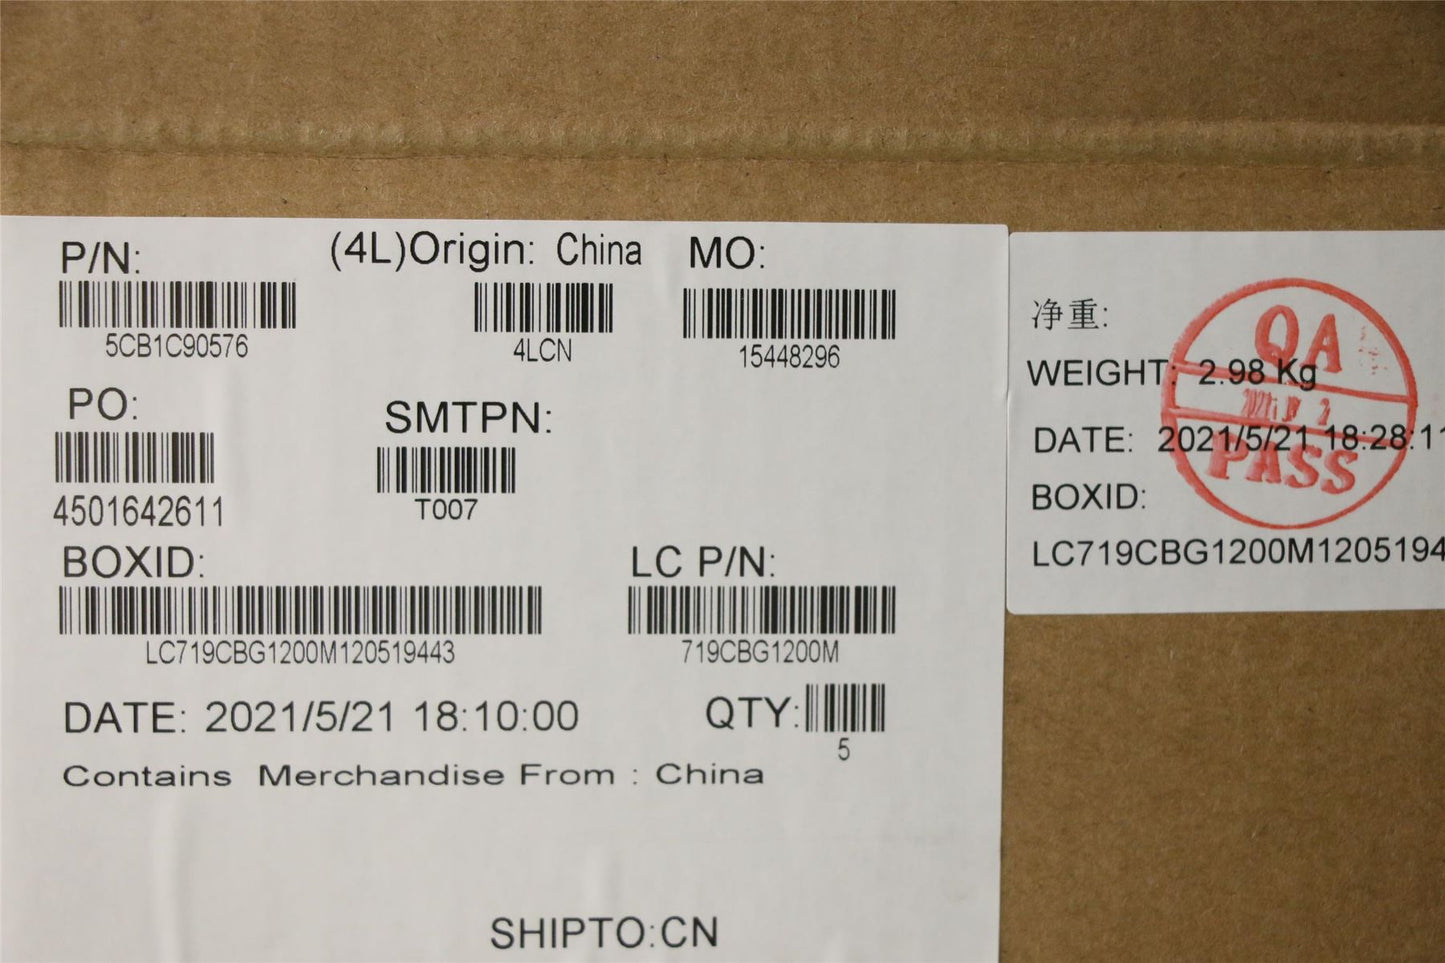 P/N: (4L)Origin: China MO:
5CB1C90576 4LCN 15448296
PO: SMTPN:
4501642611 T007
BOXID: LC P/N:
LC719CBG1200M120519443 719CBG1200M
DATE: 2021/5/21 18:10:00 QTY:
5
Contains Merchandise From : China
SHIPTO:CN
净重:
WEIGHT: 2.98 Kg
DATE: 2021/5/21 18:28:11
BOXID:
LC719CBG1200M1205194
QA
PASS